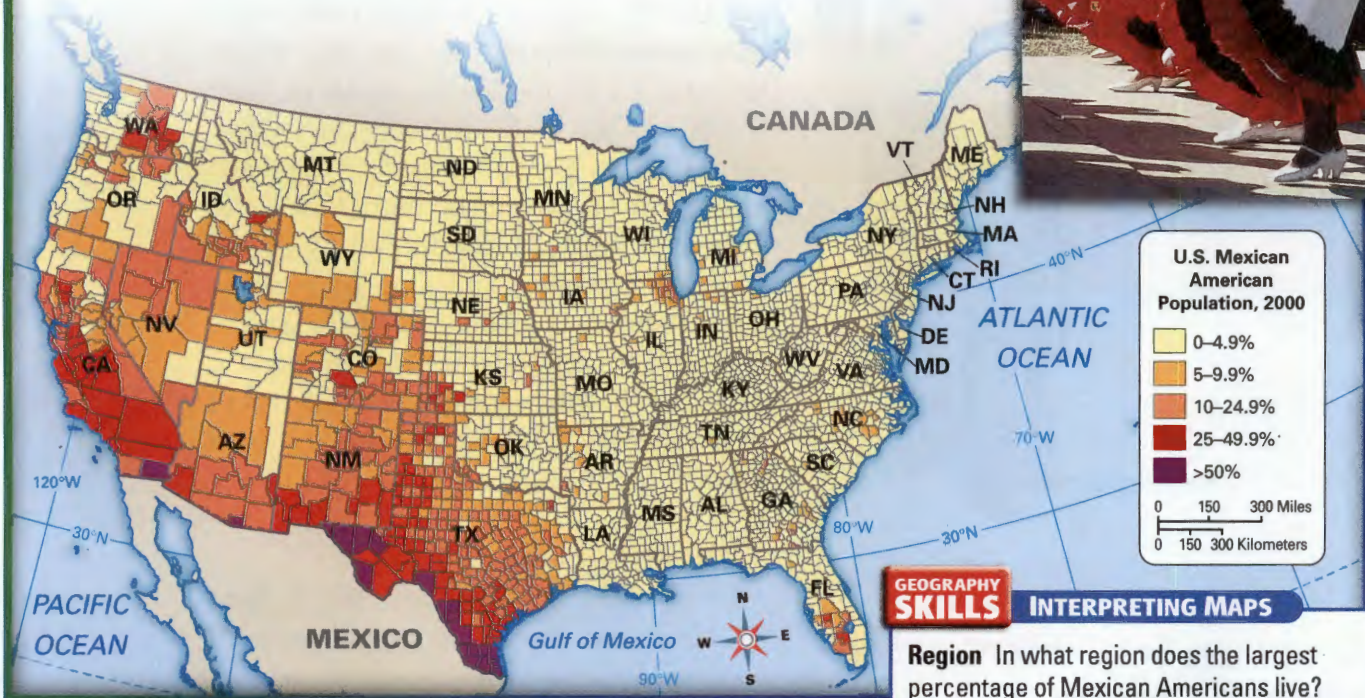 CANADA
WA
MT
ND
MN
VT
ME
OR
ID
SD
WI
MI
NY
NH
MA
WY
RI
CT
40°N
NE
IA
PA
NJ
NV
UT
IL
IN
OH
DE
MD
ATLANTIC
OCEAN
CA
CO
KS
MO
WV
VA
KY
AZ
NM
OK
AR
TN
NC
SC
70°W
TX
LA
MS
AL
GA
120°W
30°N
80°W
30°N
FL
PACIFIC
OCEAN
MEXICO
Gulf of Mexico
90°W
N
W
E
S
U.S. Mexican
American
Population, 2000
0–4.9%
5–9.9%
10–24.9%
25–49.9%
>50%
0 150 300 Miles
0 150 300 Kilometers
GEOGRAPHY
SKILLS
INTERPRETING MAPS
Region In what region does the largest
percentage of Mexican Americans live?